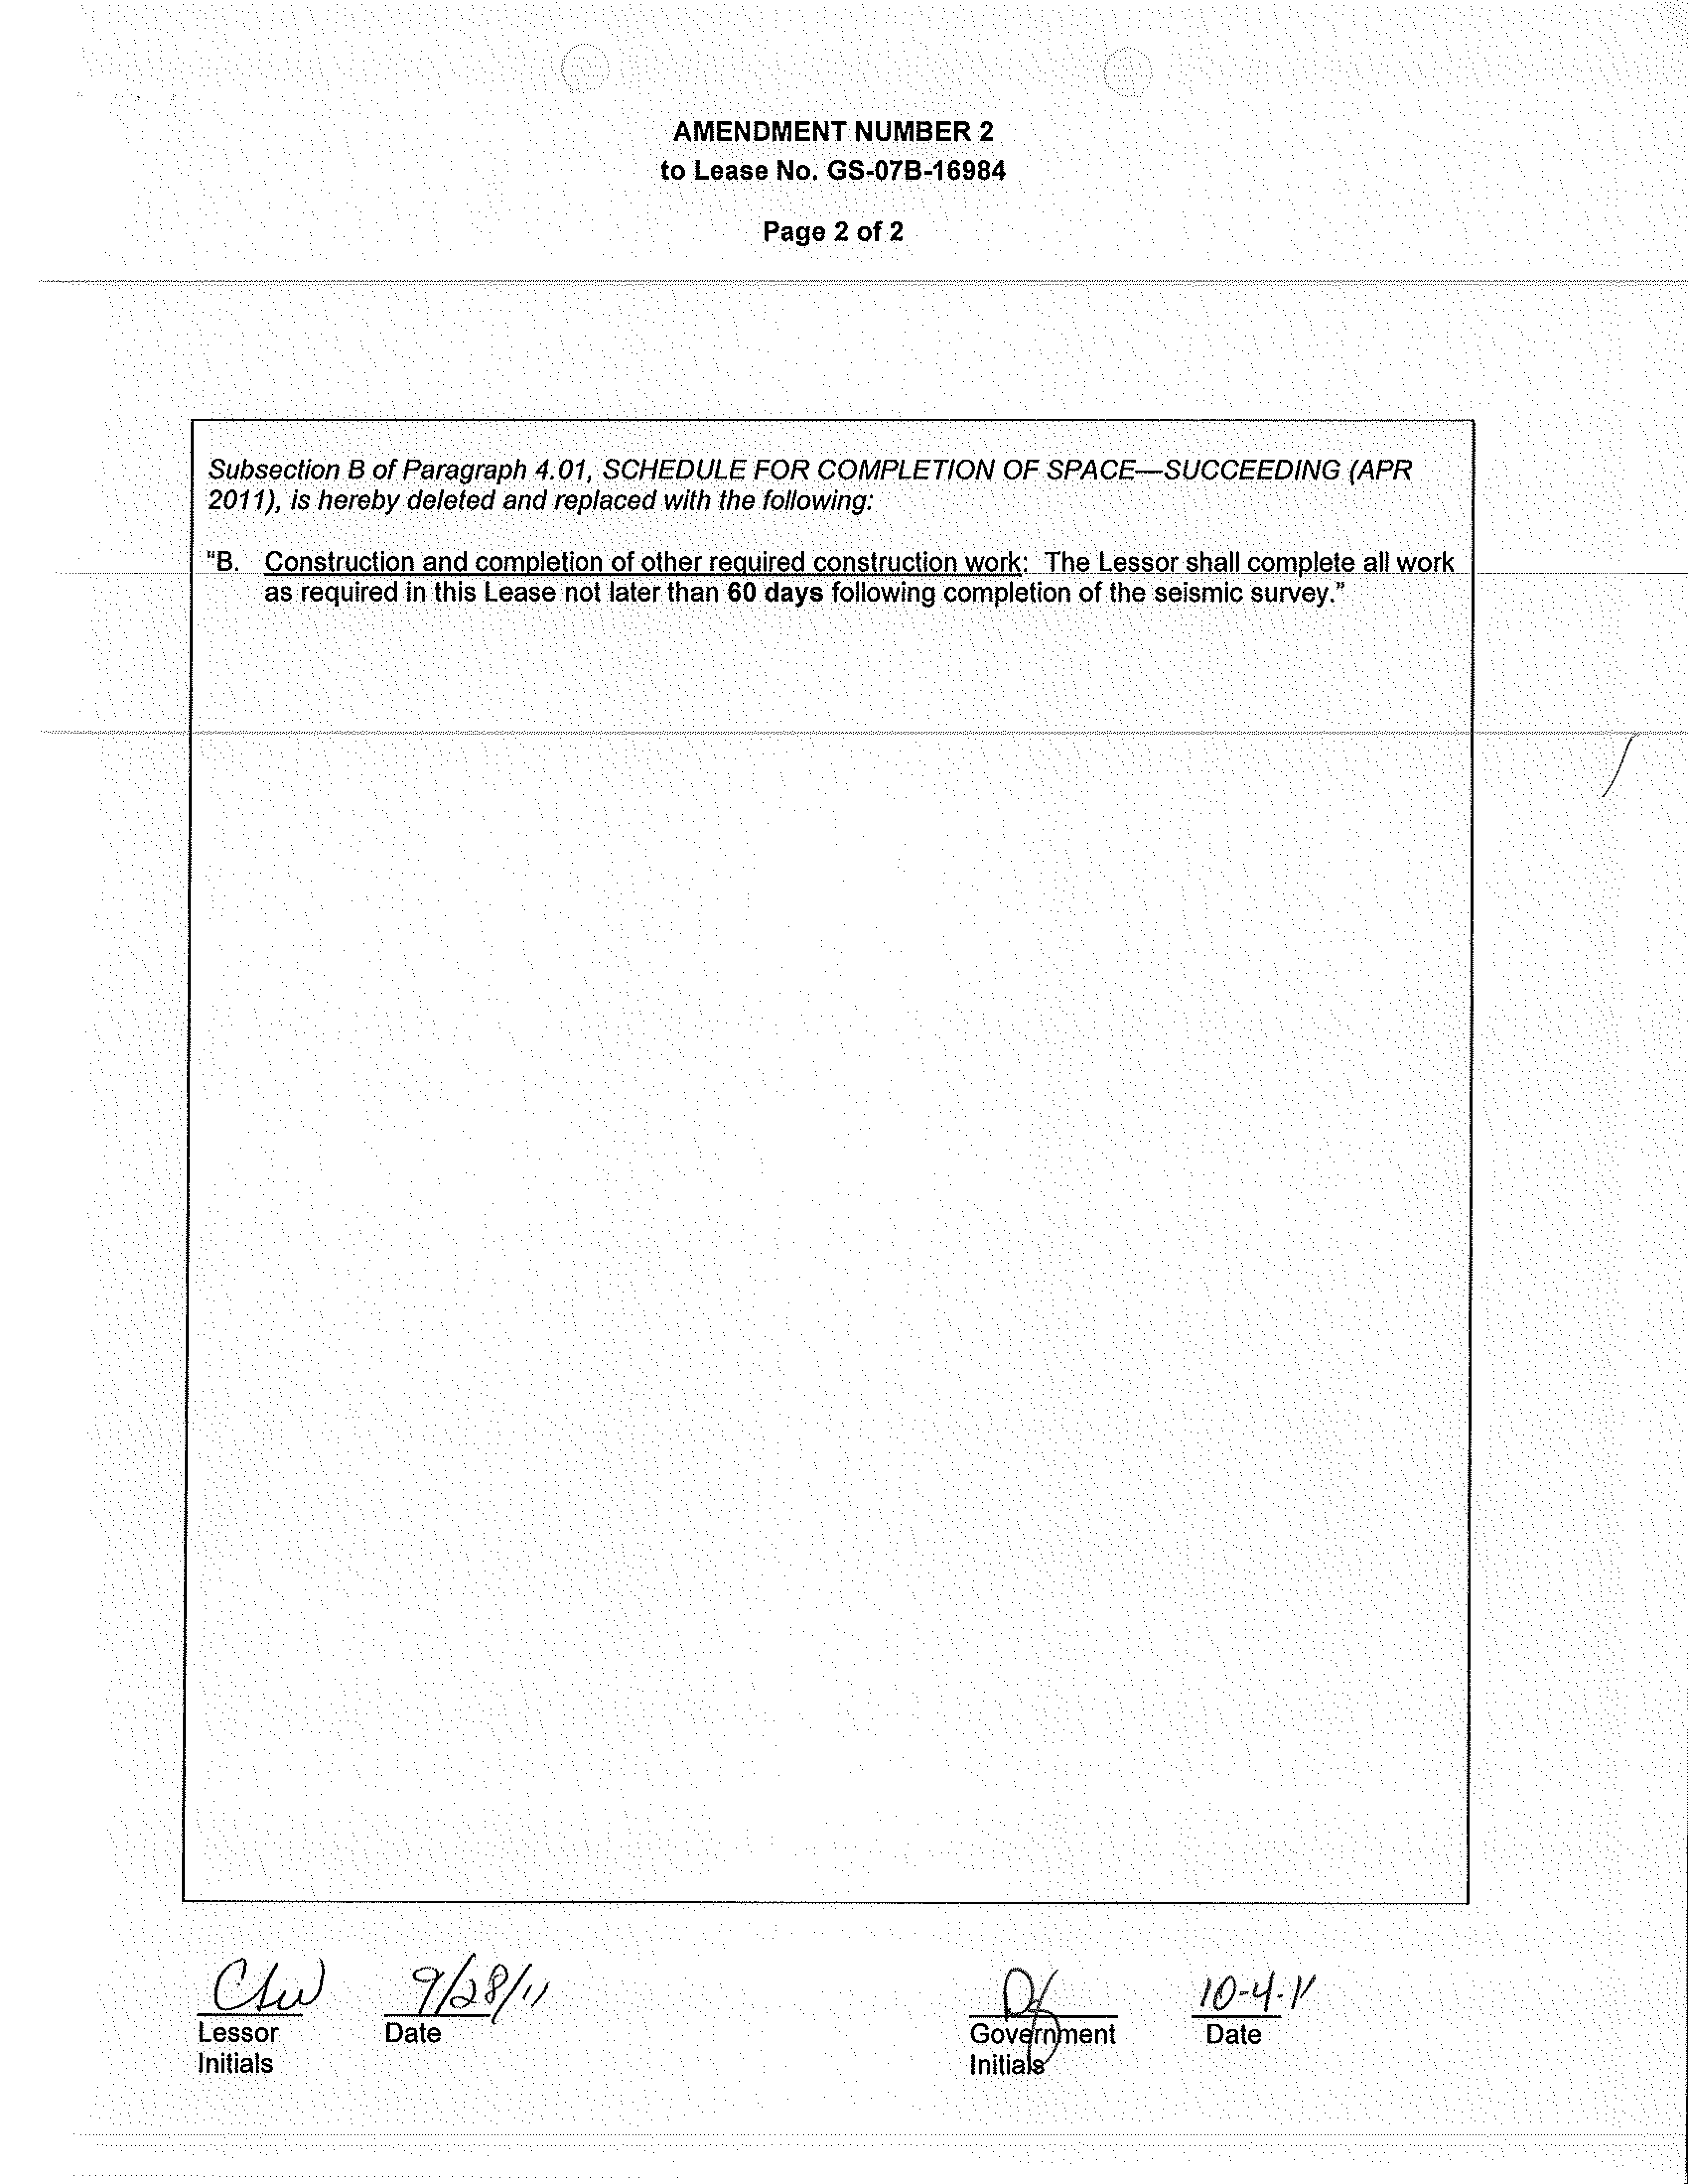 AMENDMENT NUMBER 2
to Lease No. GS-07B-16984
Page 2 of 2
Subsection B of Paragraph 4.01, SCHEDULE FOR COMPLETION OF SPACE—SUCCEEDING (APR
2011), is hereby deleted and replaced with the following:
"B. Construction and completion of other required construction work: The Lessor shall complete all work
as required in this Lease not later than 60 days following completion of the seismic survey."
9/28/11 10-4-11
Lessor Date Government Date
Initials Initials